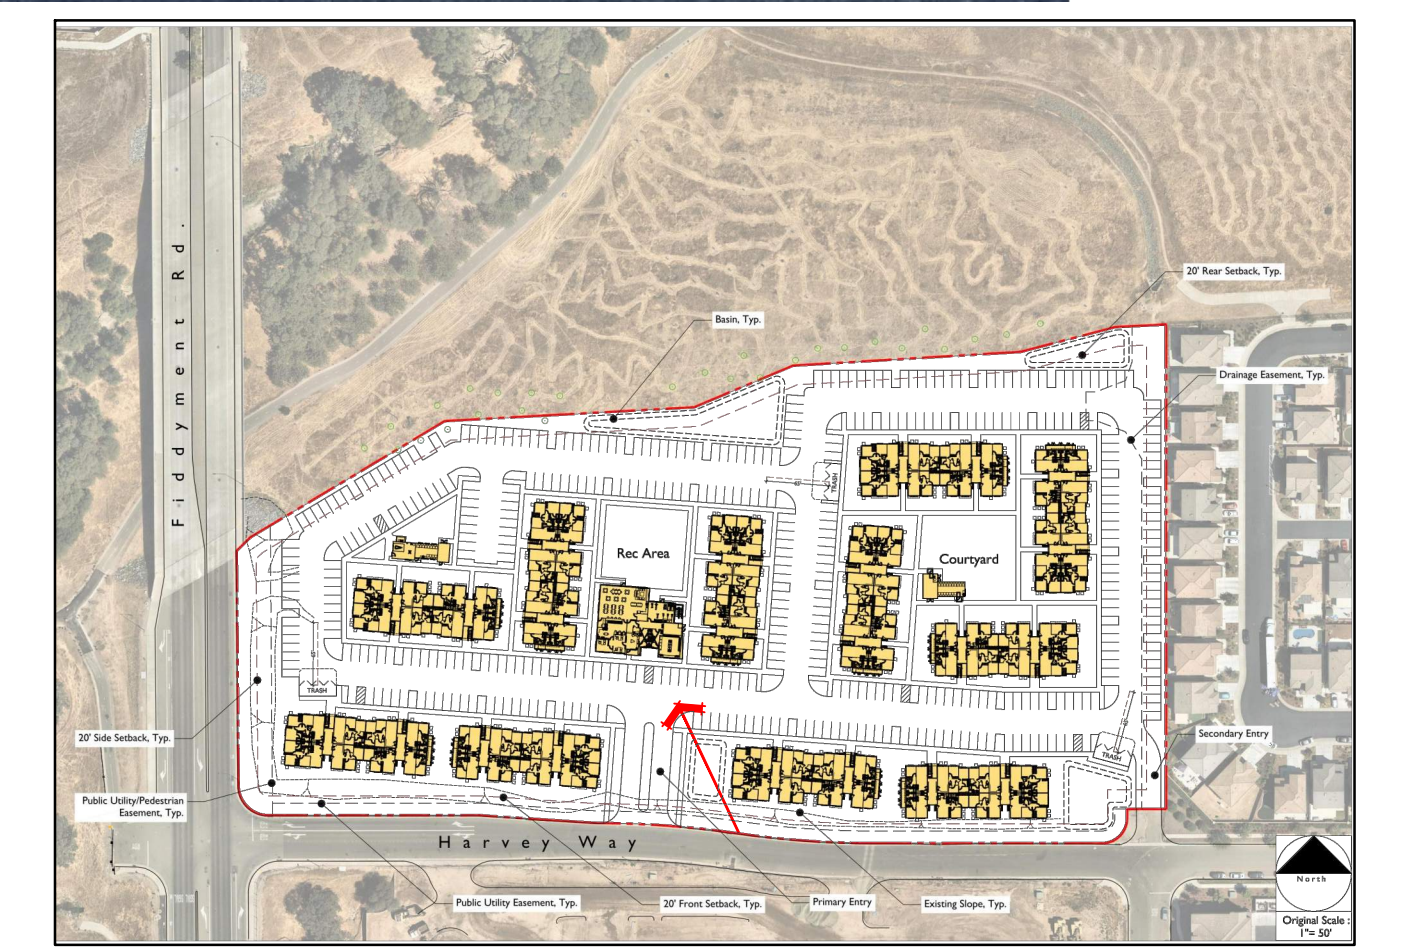 20' Rear Setback, Typ.
Basin, Typ.
Fiddyment Rd.
Drainage Easement, Typ.
TRASH
Rec Area
Courtyard
TRASH
20' Side Setback, Typ.
Secondary Entry
TRASH
Public Utility/Pedestrian
Easement, Typ.
Harvey Way
North
Public Utility Easement, Typ.
20' Front Setback, Typ.
Primary Entry
Existing Slope, Typ.
Original Scale :
1"= 50'